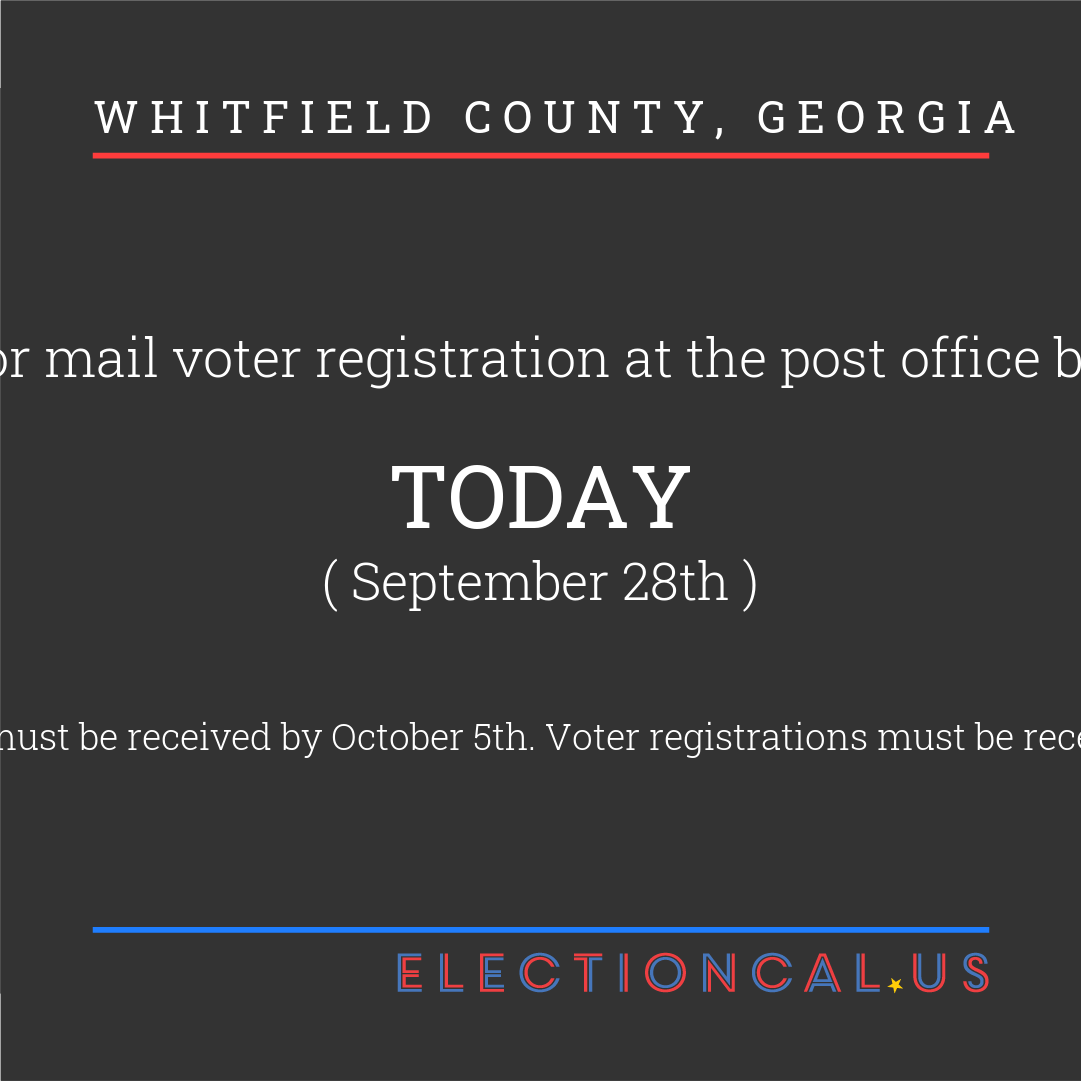 WHITFIELD COUNTY, GEORGIA
or mail voter registration at the post office b
TODAY
( September 28th )
must be received by October 5th. Voter registrations must be rece
ELECTIONCAL.US